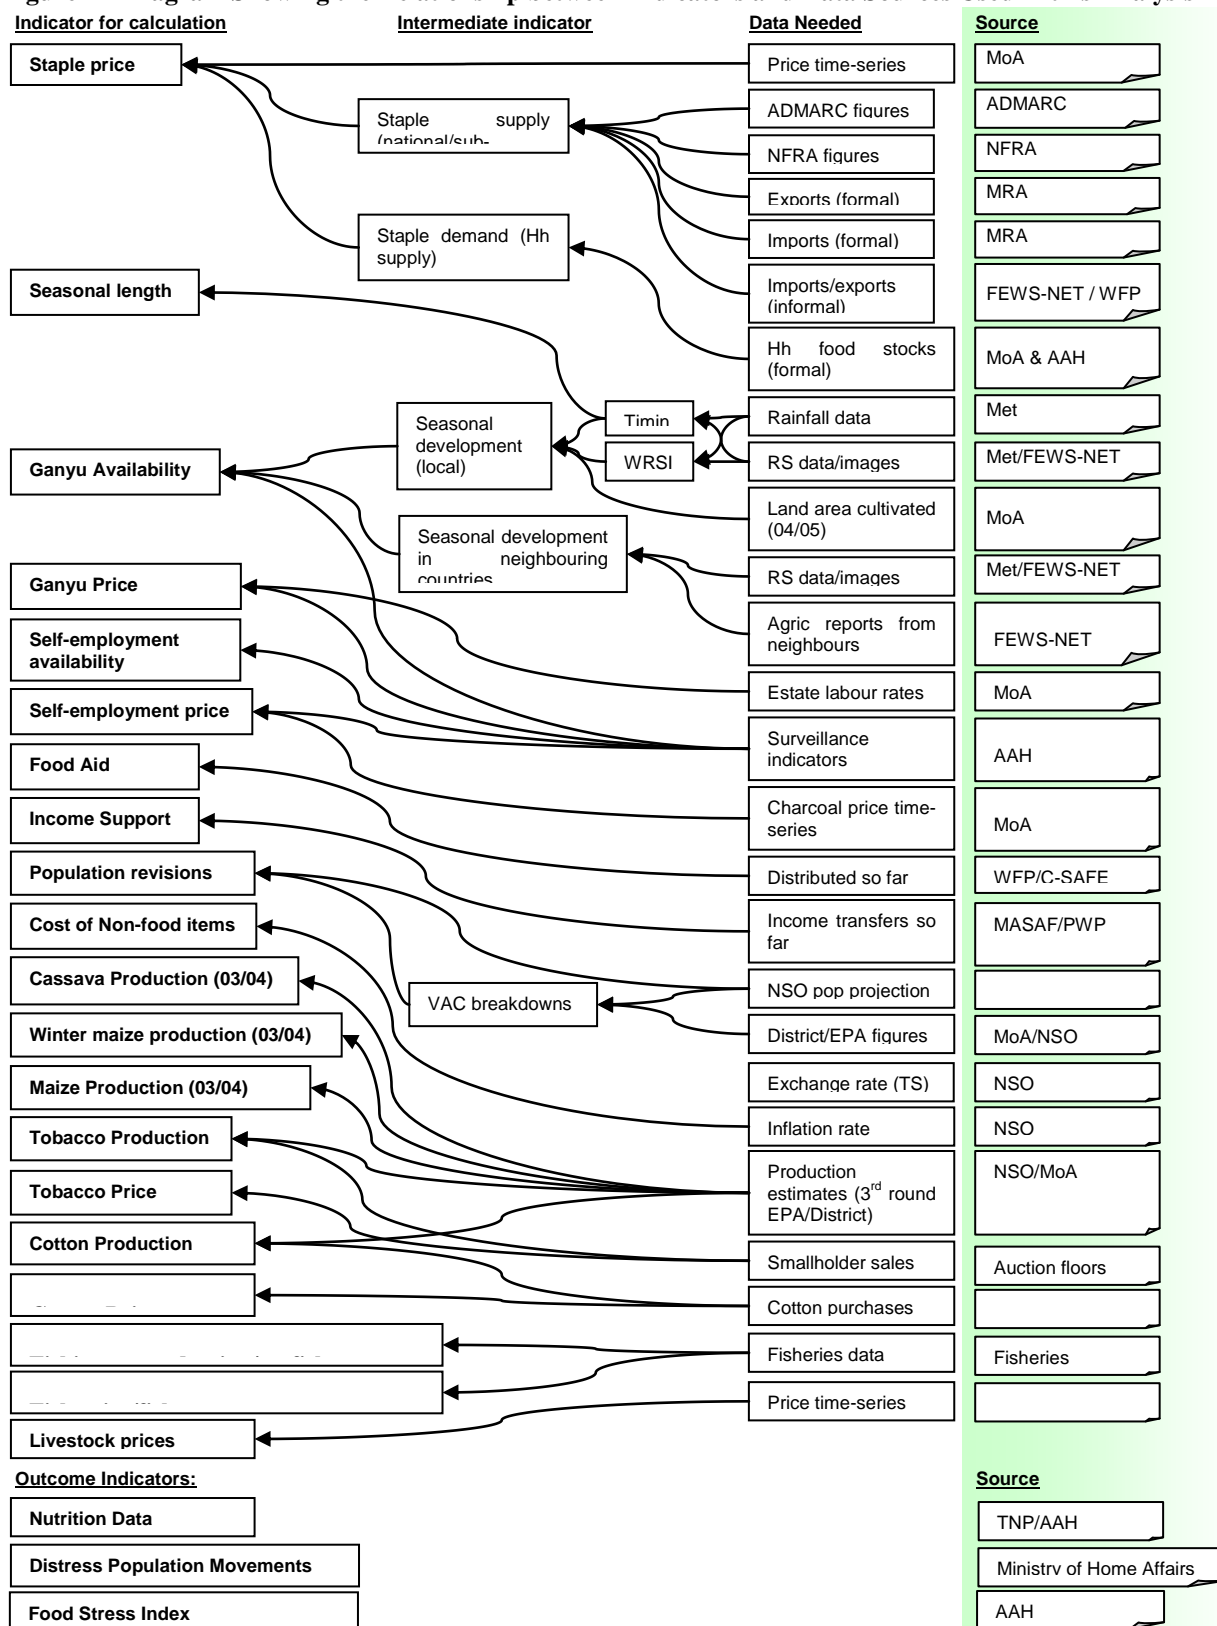 Indicator for calculation
Intermediate indicator
Data Needed
Source
Staple price
Price time-series
MoA
Staple supply
(national/sub-
ADMARC figures
ADMARC
NFRA figures
NFRA
Exports (formal)
MRA
Staple demand (Hh
supply)
Imports (formal)
MRA
Seasonal length
Imports/exports
(informal)
FEWS-NET / WFP
Hh food stocks
(formal)
MoA & AAH
Seasonal
development
(local)
Timin
Rainfall data
Met
Ganyu Availability
WRSI
RS data/images
Met/FEWS-NET
Land area cultivated
(04/05)
MoA
Seasonal development
in neighbouring
countries
Ganyu Price
RS data/images
Met/FEWS-NET
Self-employment
availability
Agric reports from
neighbours
FEWS-NET
Estate labour rates
MoA
Self-employment price
Surveillance
indicators
AAH
Food Aid
Income Support
Charcoal price time-
series
MoA
Population revisions
Distributed so far
WFP/C-SAFE
Cost of Non-food items
Income transfers so
far
MASAF/PWP
Cassava Production (03/04)
VAC breakdowns
NSO pop projection
Winter maize production (03/04)
District/EPA figures
MoA/NSO
Maize Production (03/04)
Exchange rate (TS)
NSO
Tobacco Production
Inflation rate
NSO
Tobacco Price
Production
estimates (3rd round
EPA/District)
NSO/MoA
Cotton Production
Smallholder sales
Auction floors
Cotton purchases
Fisheries data
Fisheries
Price time-series
Livestock prices
Outcome Indicators:
Source
Nutrition Data
TNP/AAH
Distress Population Movements
Ministry of Home Affairs
Food Stress Index
AAH